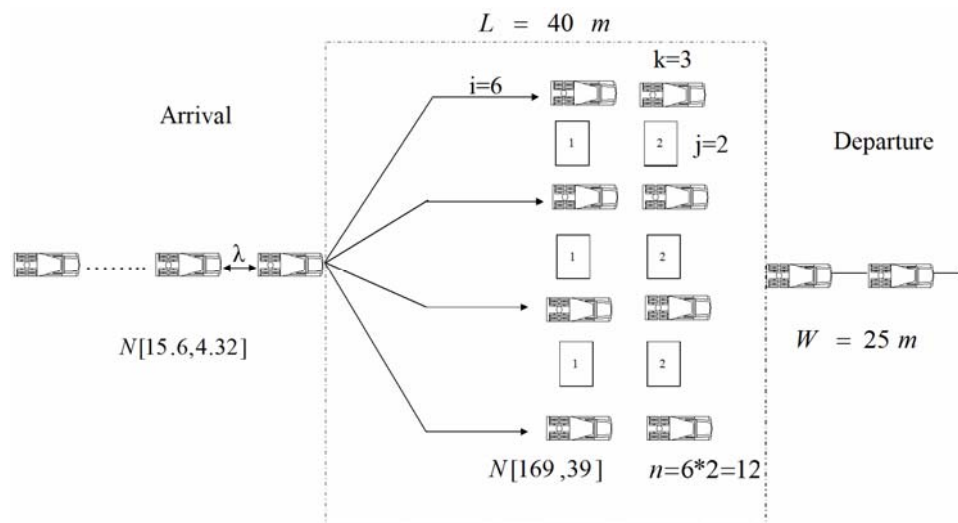 L = 40 m
k=3
i=6
Arrival
1 2
j=2
Departure
λ
1 2
N[15.6,4.32]
W = 25 m
1 2
N[169,39]
n=6*2=12